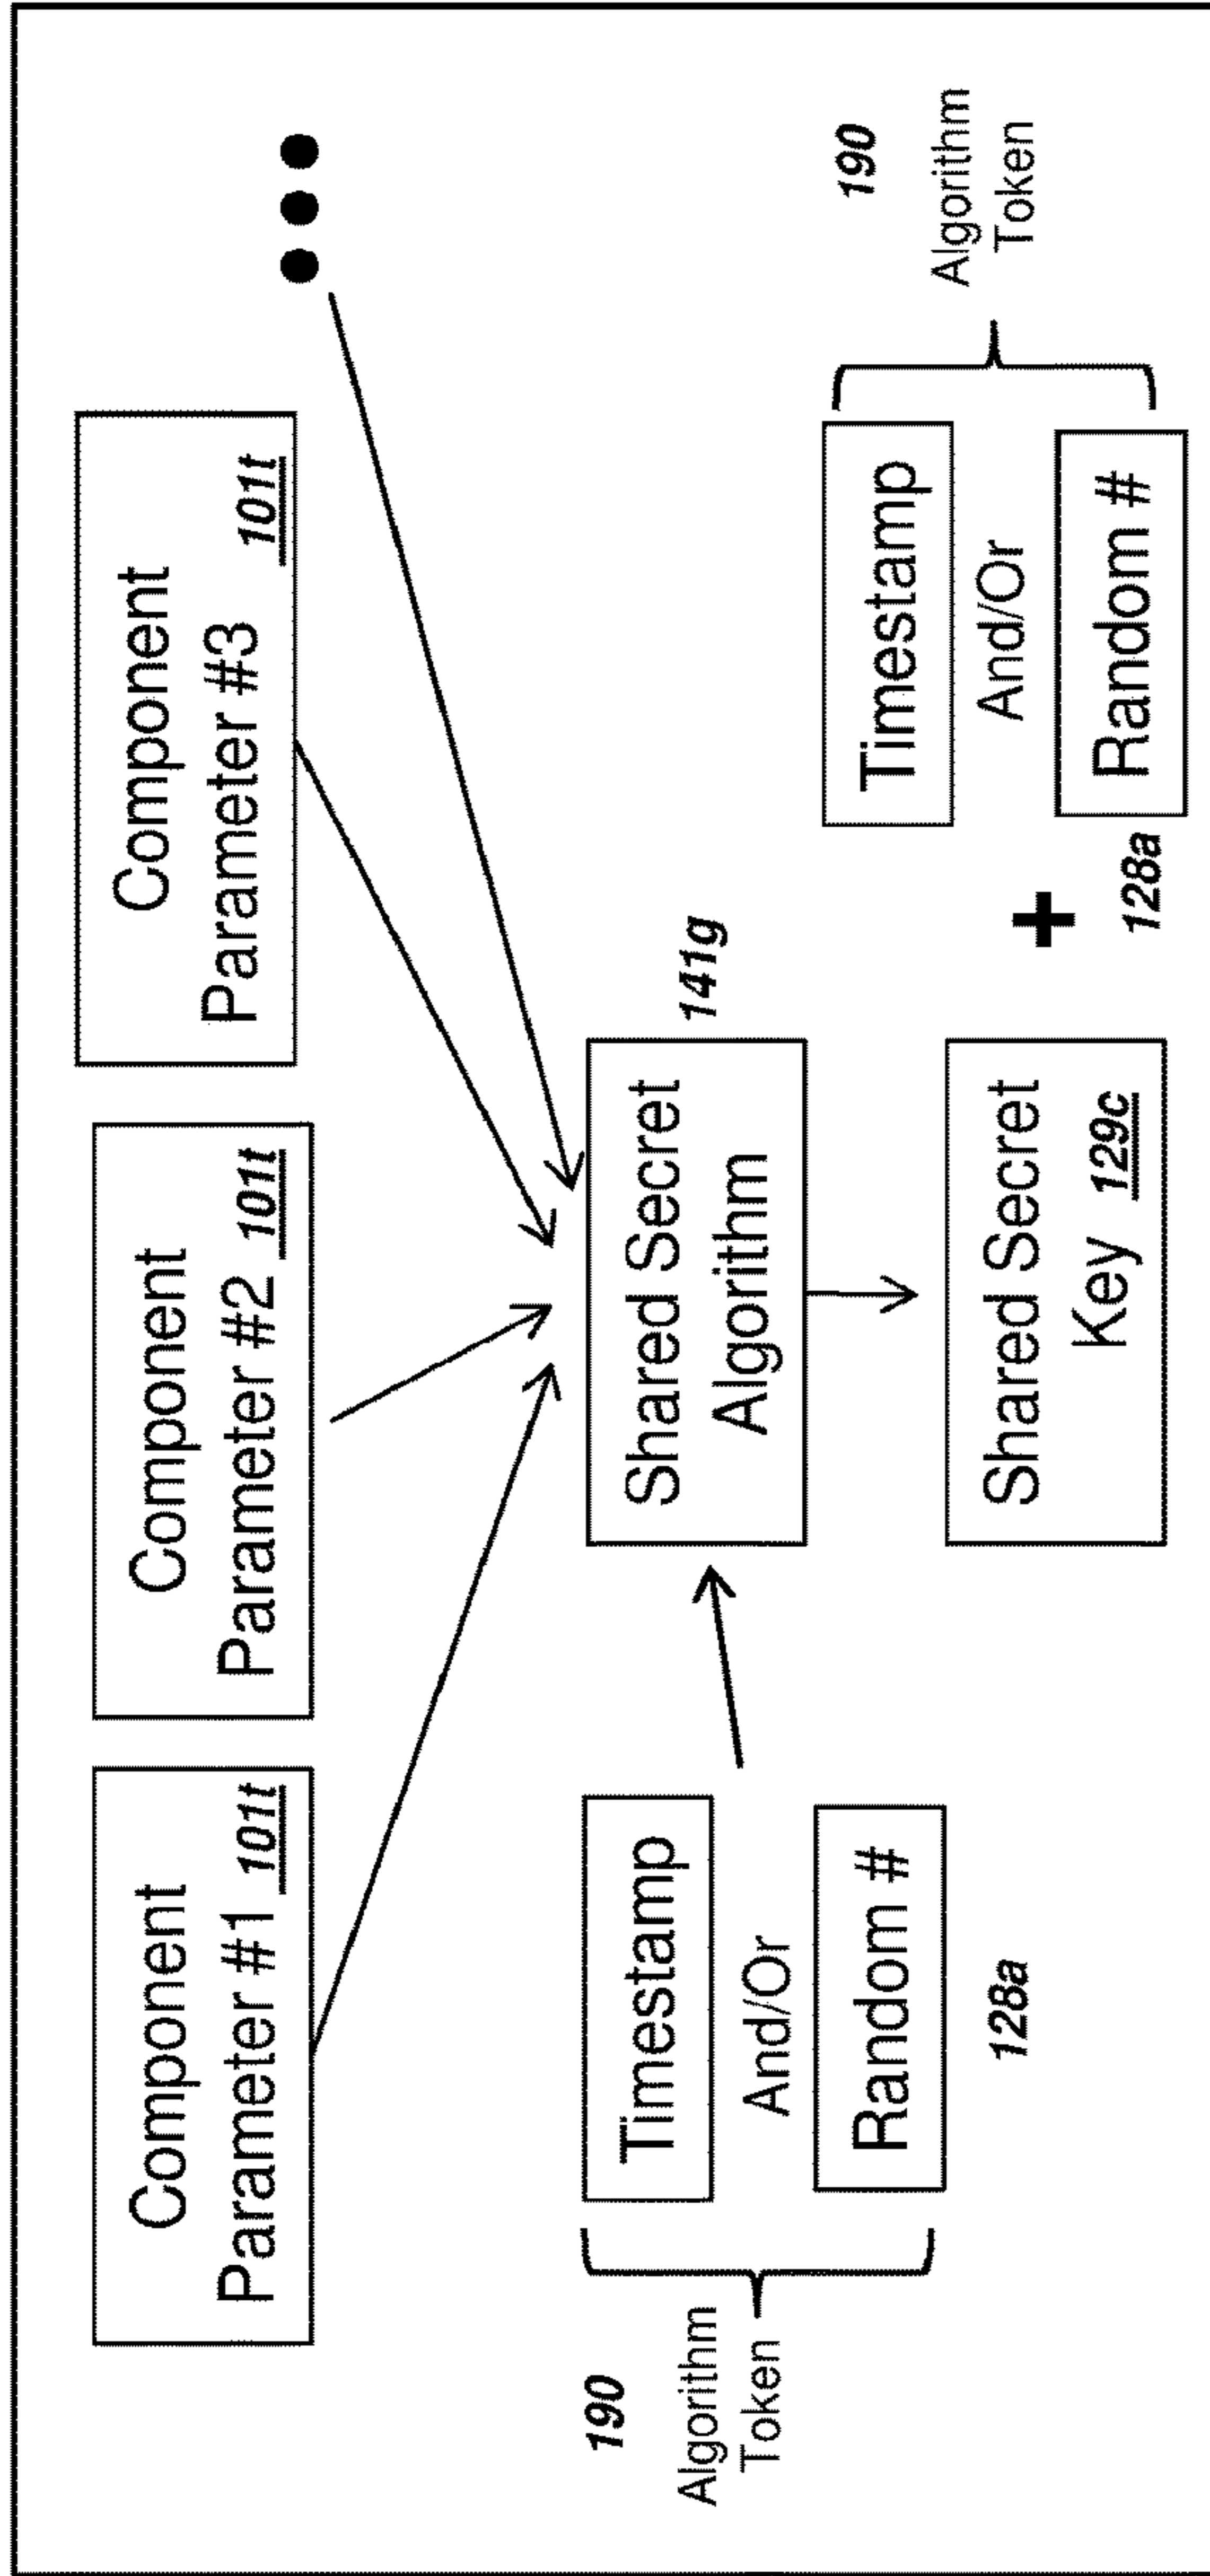 Component
Parameter #1 101t
Component
Parameter #2 101t
Component
Parameter #3
101t
190
Algorithm
Token
Timestamp
And/Or
Random #
128a
Shared Secret
Algorithm
141g
Shared Secret
Key 129c
+
Timestamp
And/Or
Random #
128a
190
Algorithm
Token